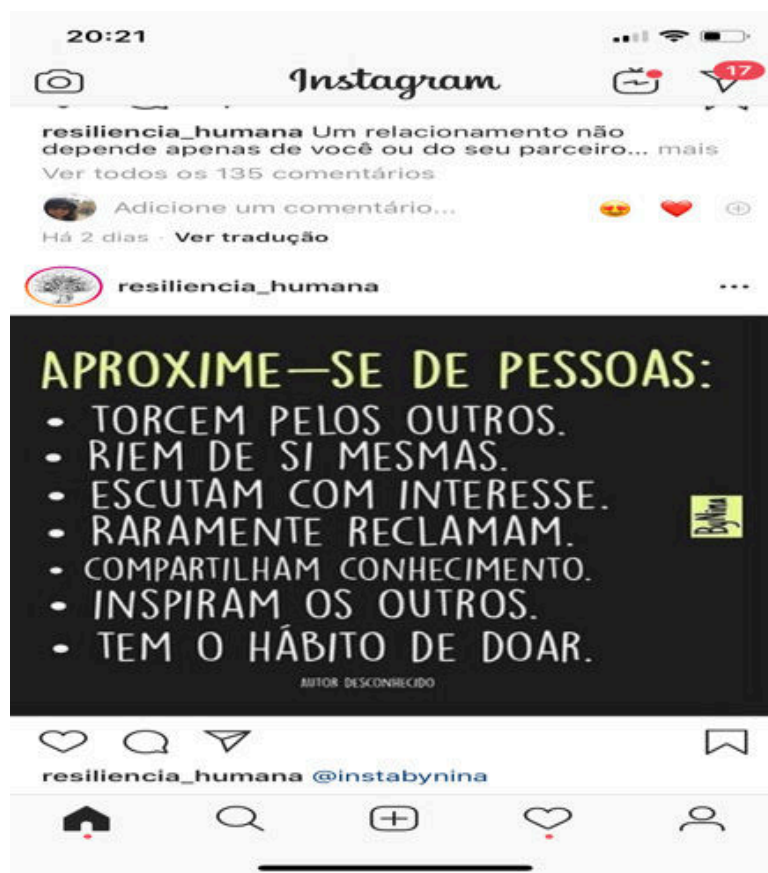 20:21
Instagram
17
resiliencia_humana Um relacionamento não
depende apenas de você ou do seu parceiro... mais
Ver todos os 135 comentários
Adicione um comentário...
Há 2 dias · Ver tradução
resiliencia_humana
APROXIME-SE DE PESSOAS:
• TORCEM PELOS OUTROS.
• RIEM DE SI MESMAS.
• ESCUTAM COM INTERESSE.
• RARAMENTE RECLAMAM.
• COMPARTILHAM CONHECIMENTO.
• INSPIRAM OS OUTROS.
• TEM O HÁBITO DE DOAR.
ByNina
AUTOR DESCONHECIDO
resiliencia_humana @instabynina